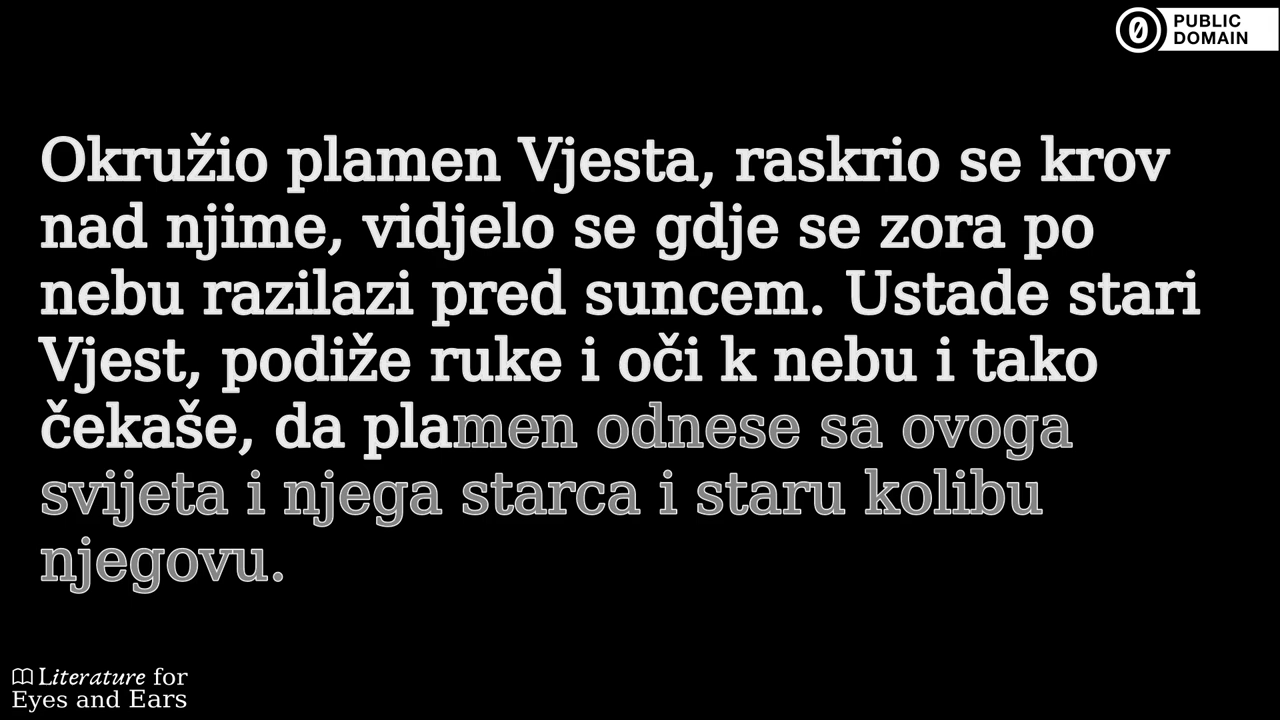 PUBLIC
DOMAIN
Okružio plamen Vjesta, raskrio se krov
nad njime, vidjelo se gdje se zora po
nebu razilazi pred suncem. Ustade stari
Vjest, podiže ruke i oči k nebu i tako
čekaše, da plamen odnese sa ovoga
svijeta i njega starca i staru kolibu
njegovu.
Literature for
Eyes and Ears